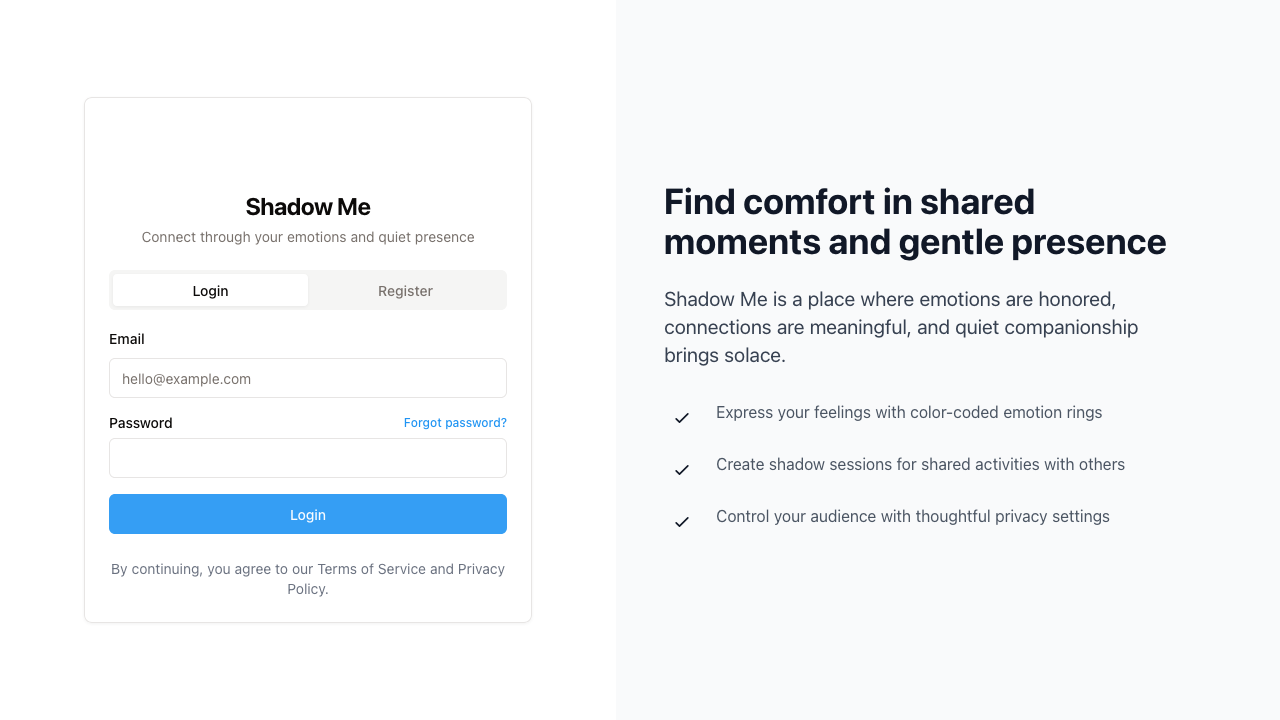 Shadow Me
Connect through your emotions and quiet presence
Login
Register
Email
hello@example.com
Password
Forgot password?
Login
By continuing, you agree to our Terms of Service and Privacy
Policy.
Find comfort in shared
moments and gentle presence
Shadow Me is a place where emotions are honored,
connections are meaningful, and quiet companionship
brings solace.
Express your feelings with color-coded emotion rings
Create shadow sessions for shared activities with others
Control your audience with thoughtful privacy settings